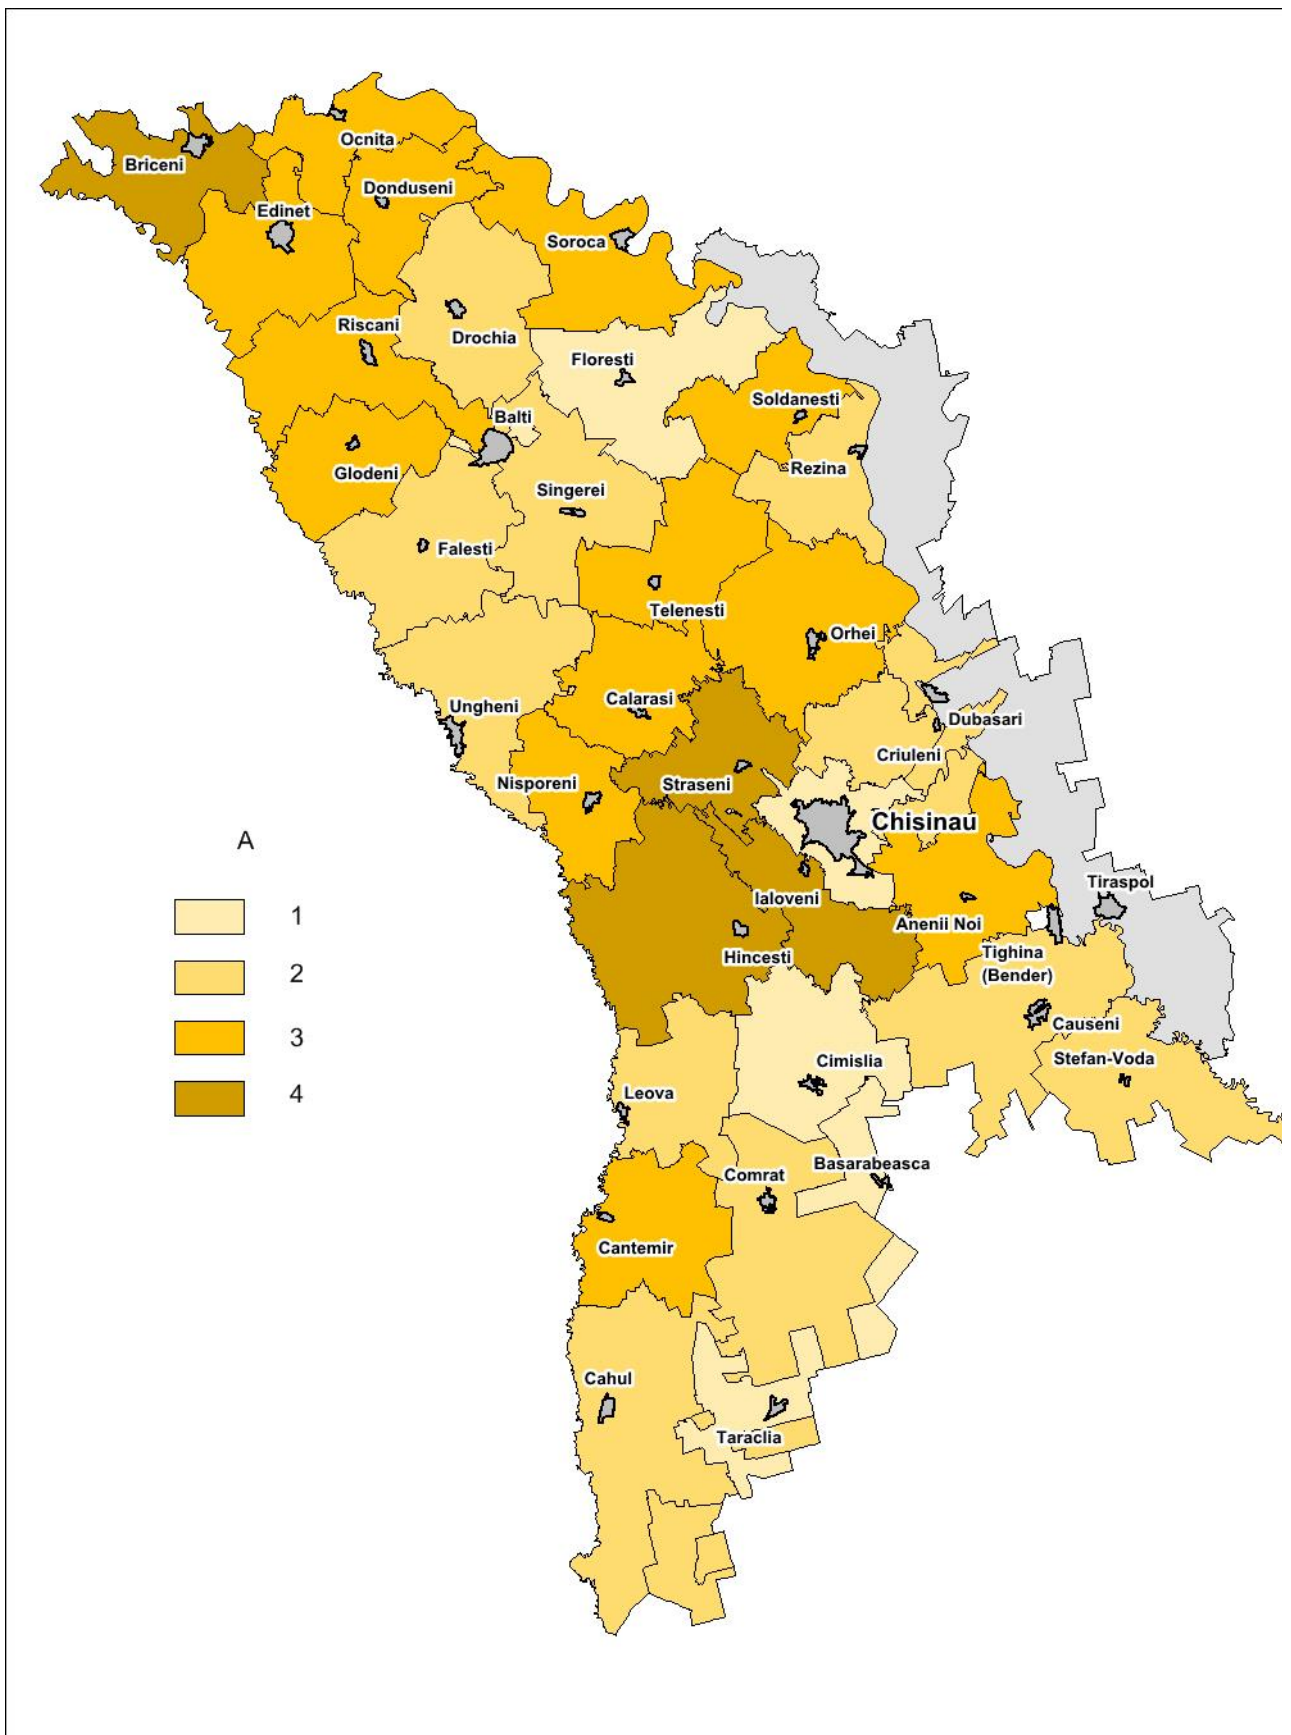 Ocnita
Briceni
Donduseni
Edinet
Soroca
Riscani
Drochia
Floresti
Soldanesti
Balti
Glodeni
Rezina
Singerei
Falesti
Telenesti
Orhei
Calarasi
Ungheni
Dubasari
Criuleni
Nisporeni
Straseni
Chisinau
A
Ialoveni
Tiraspol
1
Anenii Noi
Hincesti
Tighina
(Bender)
2
Causeni
3
Stefan-Voda
Cimislia
4
Leova
Basarabeasca
Comrat
Cantemir
Cahul
Taraclia